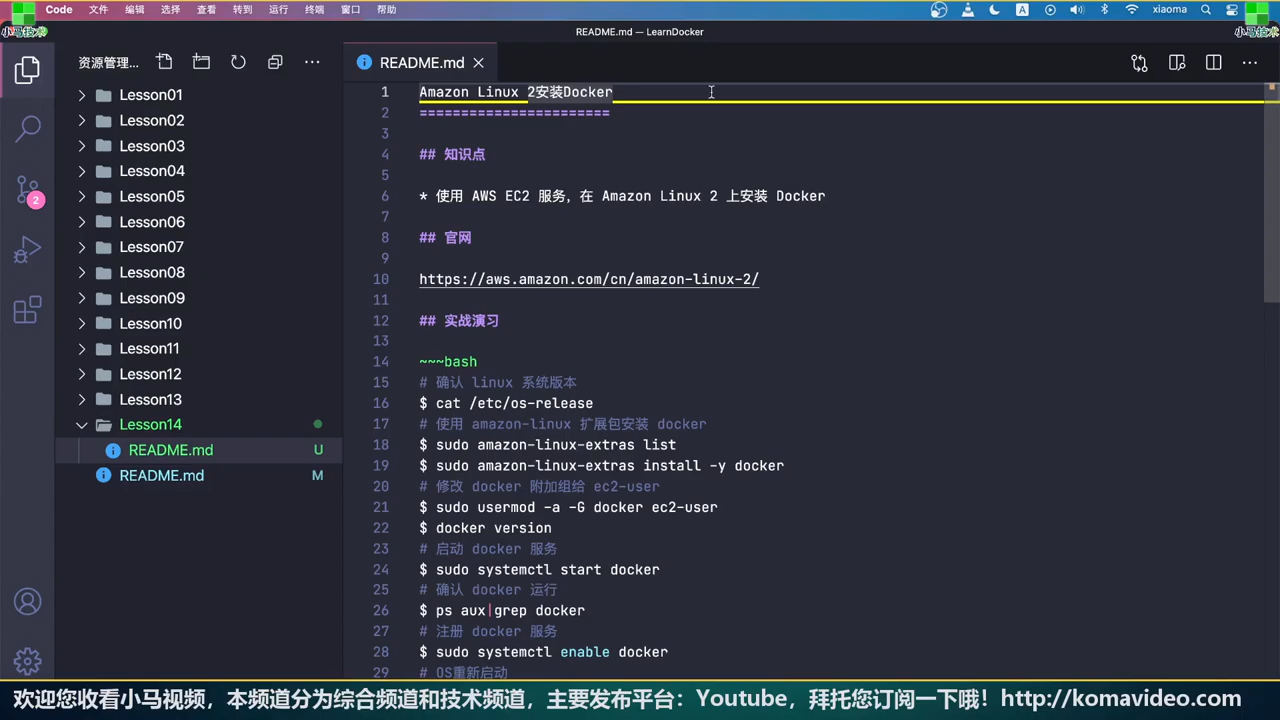 Code 文件 编辑 选择 查看 转到 运行 终端 窗口 帮助 A xiaoma
小马技术 README.md — LearnDocker 小马技术
资源管理... README.md
Lesson01
Lesson02
Lesson03
Lesson04
Lesson05
Lesson06
Lesson07
Lesson08
Lesson09
Lesson10
Lesson11
Lesson12
Lesson13
Lesson14
README.md U
README.md M
2
1 Amazon Linux 2安装Docker
2 =======================
3
4 ## 知识点
5
6 * 使用 AWS EC2 服务，在 Amazon Linux 2 上安装 Docker
7
8 ## 官网
9
10 https://aws.amazon.com/cn/amazon-linux-2/
11
12 ## 实战演习
13
14 ~~~bash
15 # 确认 linux 系统版本
16 $ cat /etc/os-release
17 # 使用 amazon-linux 扩展包安装 docker
18 $ sudo amazon-linux-extras list
19 $ sudo amazon-linux-extras install -y docker
20 # 修改 docker 附加组给 ec2-user
21 $ sudo usermod -a -G docker ec2-user
22 $ docker version
23 # 启动 docker 服务
24 $ sudo systemctl start docker
25 # 确认 docker 运行
26 $ ps aux|grep docker
27 # 注册 docker 服务
28 $ sudo systemctl enable docker
29 # OS重新启动
欢迎您收看小马视频，本频道分为综合频道和技术频道，主要发布平台：Youtube，拜托您订阅一下哦！http://komavideo.com